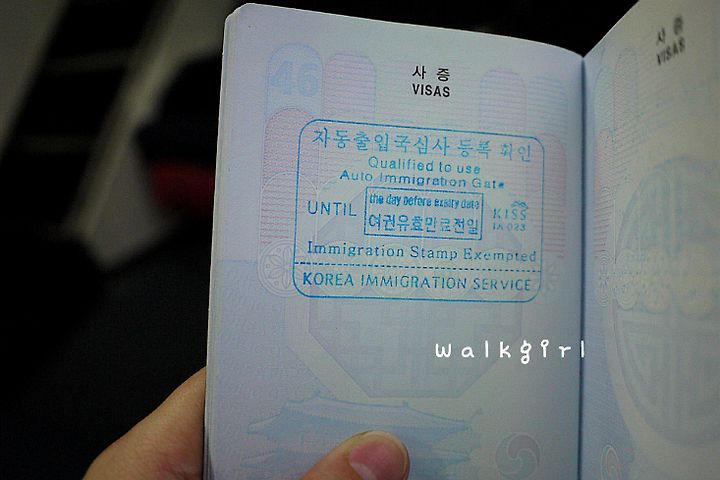 사증
VISAS
사증
VISAS
46
자동출입국심사 등록 확인
Qualified to use
Auto Immigration Gate
UNTIL
the day before expiry date
여권유효만료전일
KISS
IA 023
Immigration Stamp Exempted
KOREA IMMIGRATION SERVICE
walkgirl